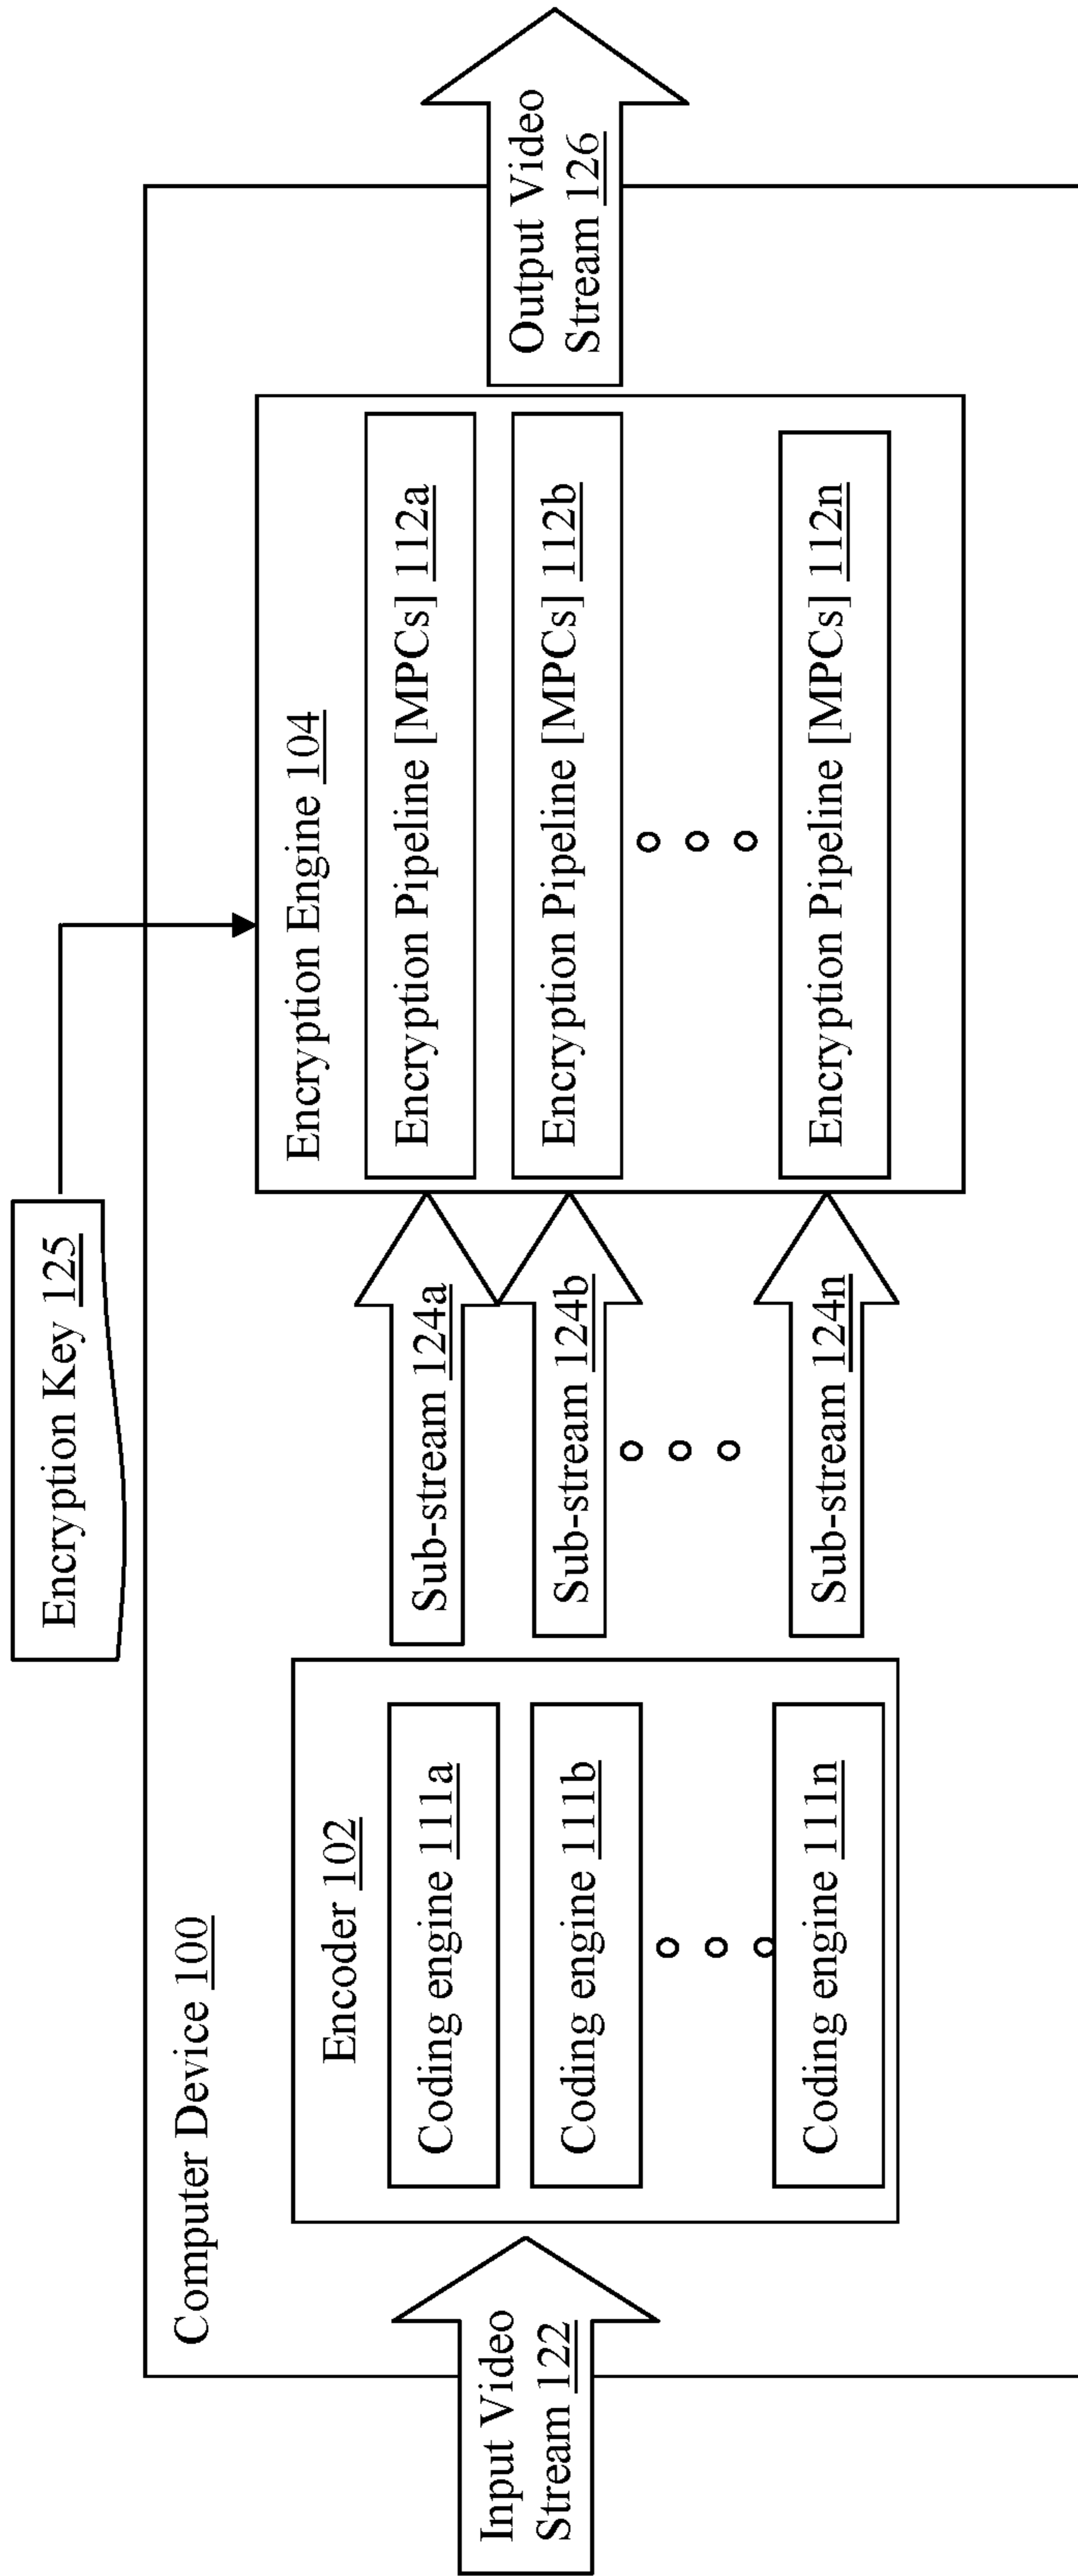 Encryption Key 125
Computer Device 100
Input Video
Stream 122
Encoder 102
Coding engine 111a
Coding engine 111b
Coding engine 111n
Sub-stream 124a
Sub-stream 124b
Sub-stream 124n
Encryption Engine 104
Encryption Pipeline [MPCs] 112a
Encryption Pipeline [MPCs] 112b
Encryption Pipeline [MPCs] 112n
Output Video
Stream 126